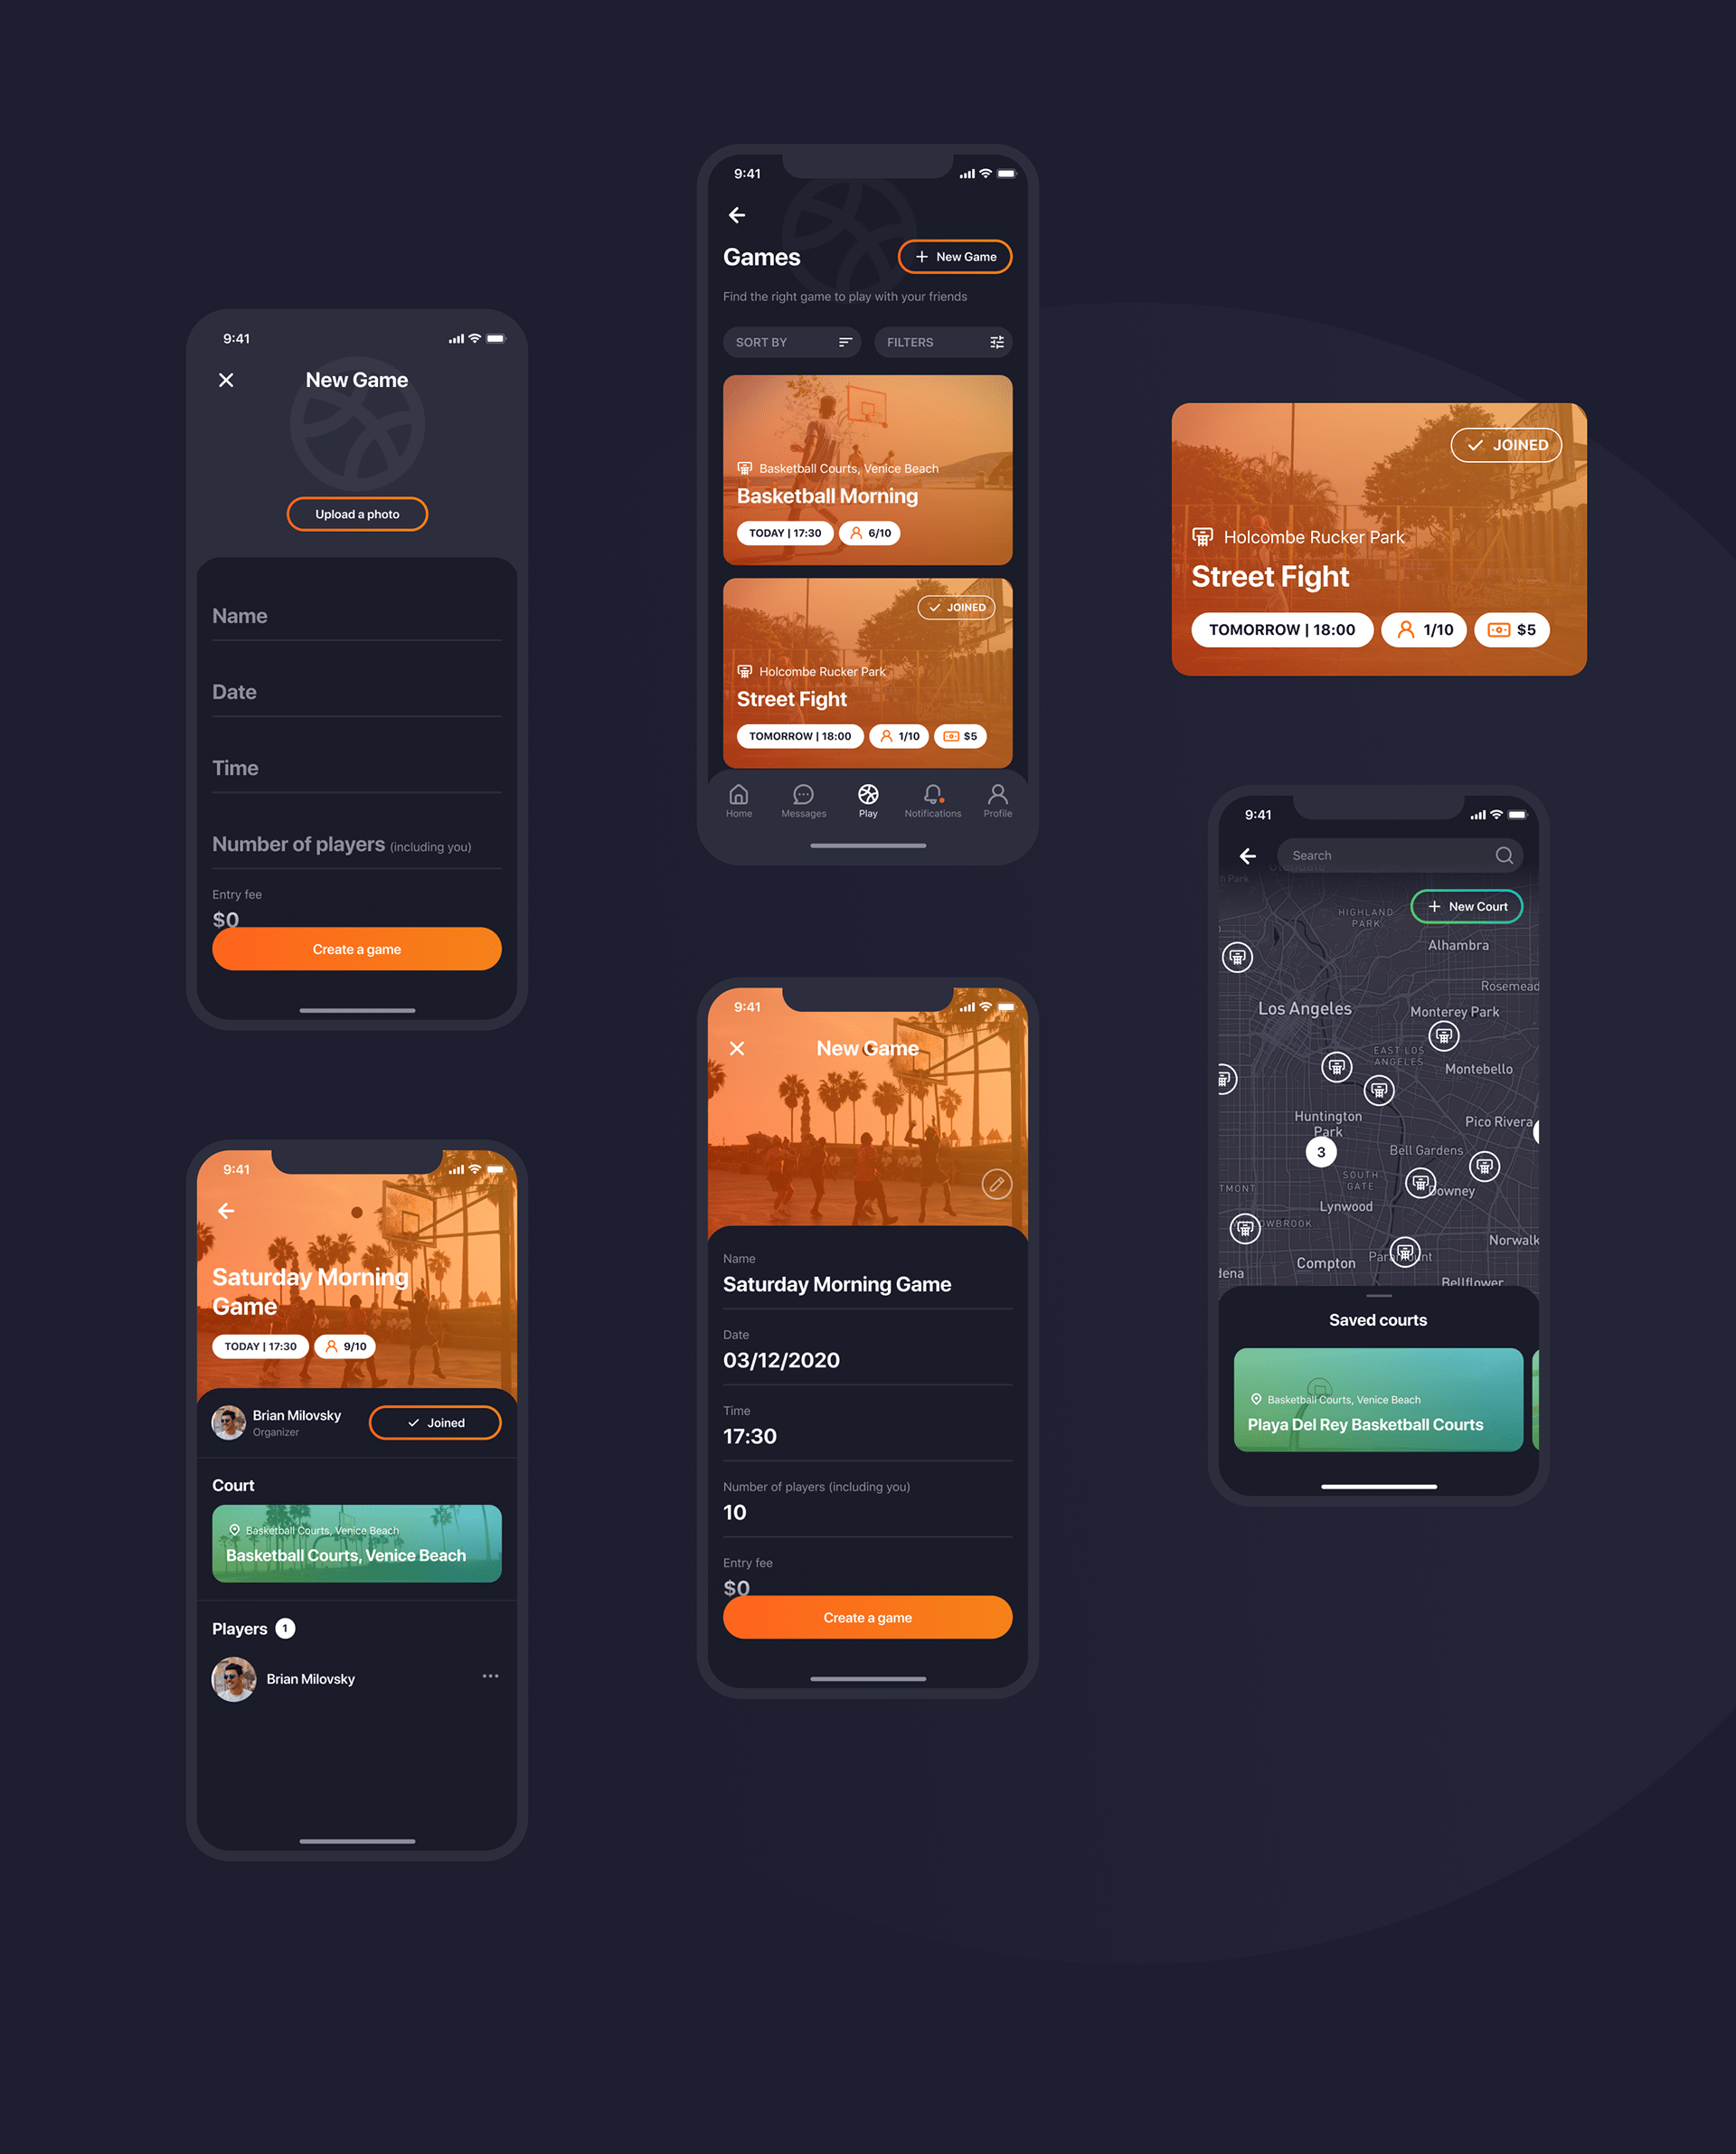 9:41
New Game
Upload a photo
Name
Date
Time
Number of players (including you)
Entry fee
$0
Create a game
9:41
Games
+ New Game
Find the right game to play with your friends
SORT BY
FILTERS
Basketball Courts, Venice Beach
Basketball Morning
TODAY | 17:30
6/10
JOINED
Holcombe Rucker Park
Street Fight
TOMORROW | 18:00
1/10
$5
Home
Messages
Play
Notifications
Profile
JOINED
Holcombe Rucker Park
Street Fight
TOMORROW | 18:00
1/10
$5
9:41
Search
Glendale
h Park
+ New Court
HIGHLAND
PARK
Alhambra
Rosemead
Los Angeles
Monterey Park
EAST LOS
ANGELES
Montebello
Huntington
Park
Pico Rivera
3
Bell Gardens
SOUTH
GATE
TMONT
Downey
Lynwood
OWBROOK
Norwalk
Compton
Paramount
dena
Bellflower
Saved courts
Basketball Courts, Venice Beach
Playa Del Rey Basketball Courts
9:41
New Game
Name
Saturday Morning Game
Date
03/12/2020
Time
17:30
Number of players (including you)
10
Entry fee
$0
Create a game
9:41
Saturday Morning
Game
TODAY | 17:30
9/10
Brian Milovsky
Organizer
Joined
Court
Basketball Courts, Venice Beach
Basketball Courts, Venice Beach
Players 1
Brian Milovsky